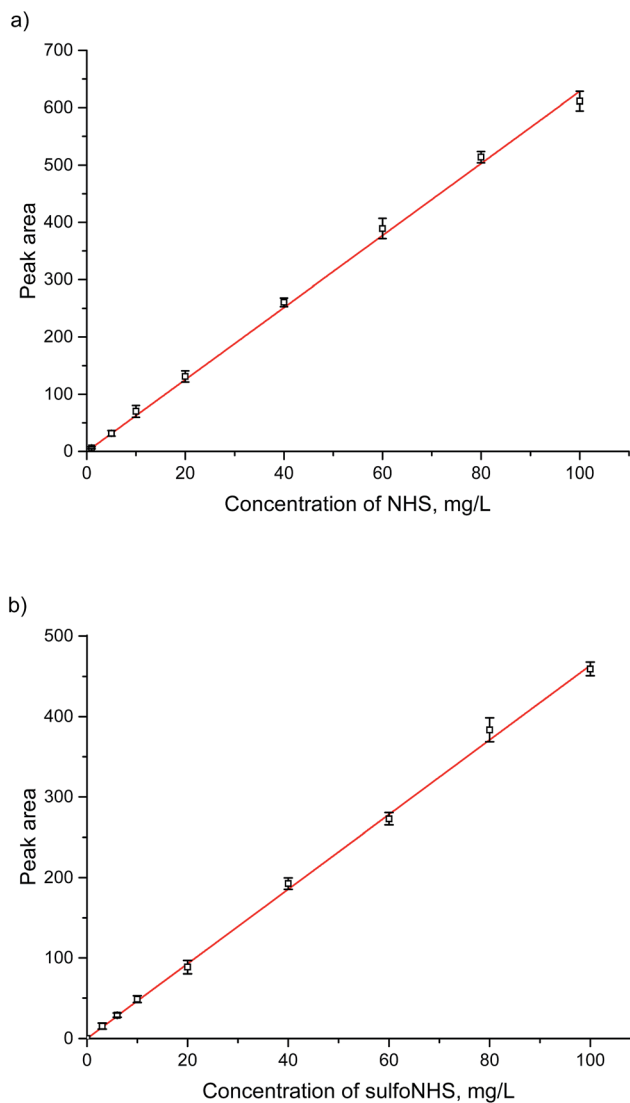 a)
700
600
500
400
300
200
100
0
Peak area
0 20 40 60 80 100
Concentration of NHS, mg/L
b)
500
400
300
200
100
0
Peak area
0 20 40 60 80 100
Concentration of sulfoNHS, mg/L